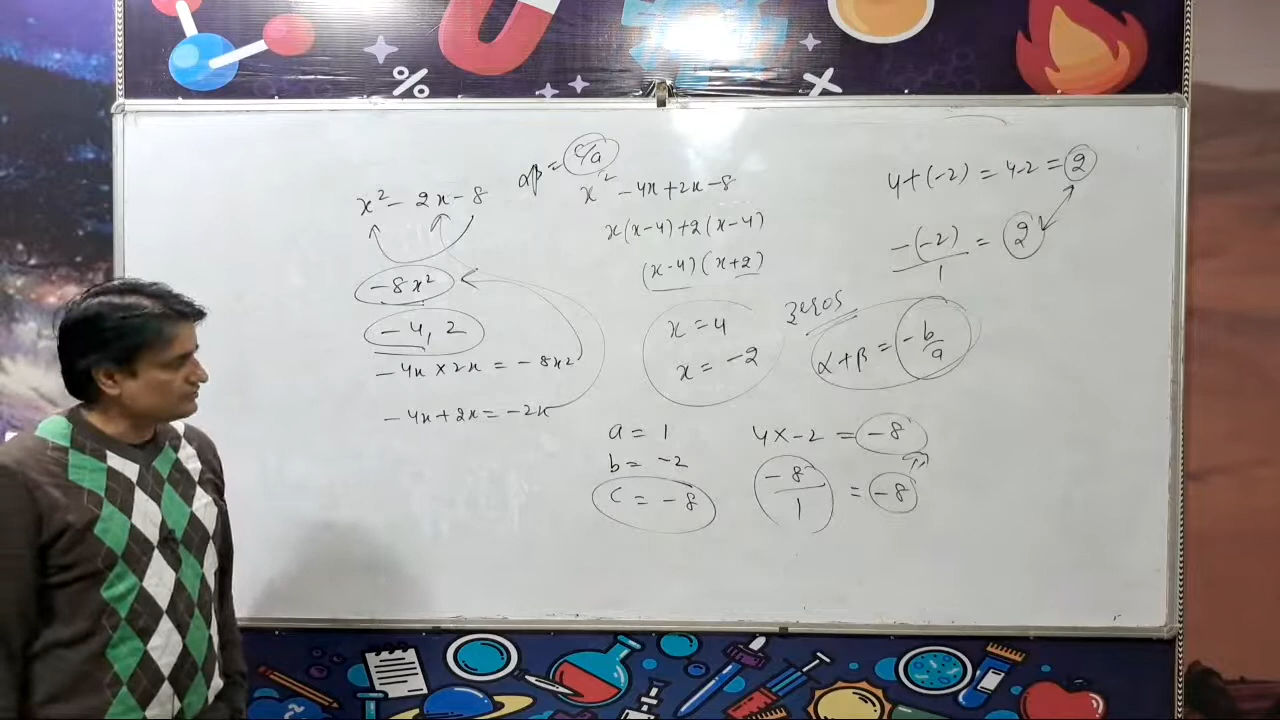 x² - 2x - 8
-8x²
-4, 2
-4x × 2x = -8x²
-4x + 2x = -2x
αβ = c/a
x² - 4x + 2x - 8
x(x-4) + 2(x-4)
(x-4)(x+2)
x = 4
x = -2
zeros
α + β = -b/a
4 + (-2) = 4-2 = 2
-(-2)/1 = 2
a = 1
b = -2
c = -8
4 × -2 = -8
-8/1 = -8
%